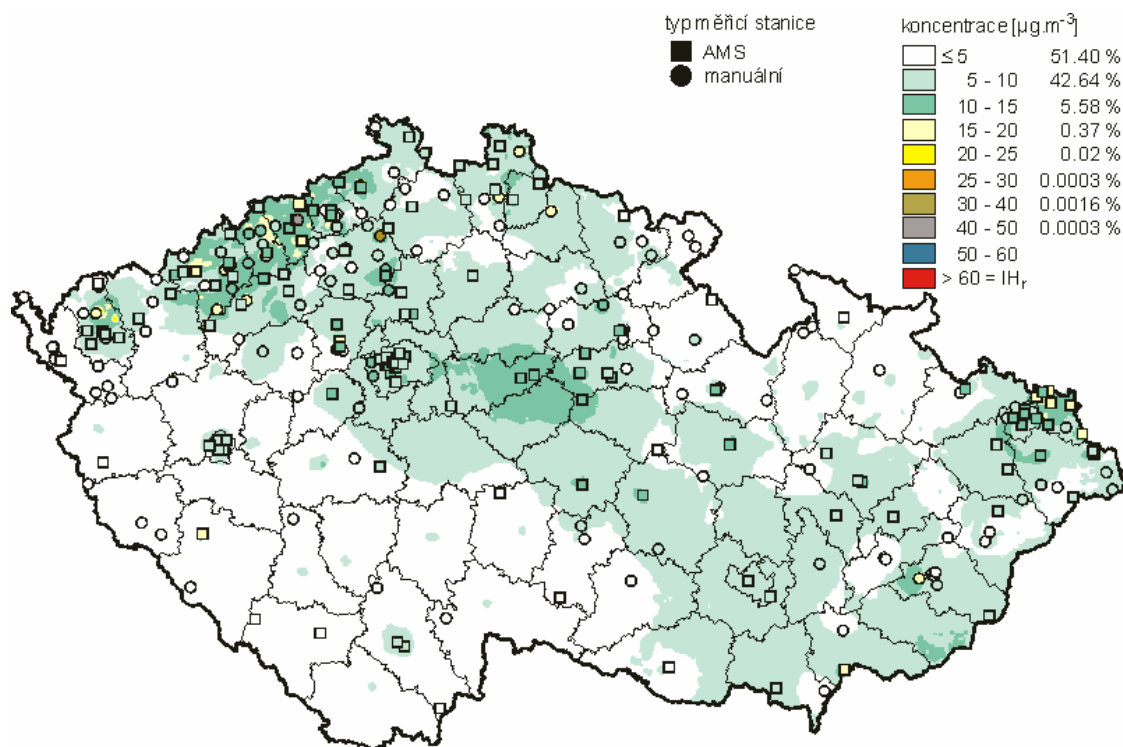 typ měřicí stanice
AMS
manuální
koncentrace [µg.m⁻³]
≤ 5 51.40 %
5 - 10 42.64 %
10 - 15 5.58 %
15 - 20 0.37 %
20 - 25 0.02 %
25 - 30 0.0003 %
30 - 40 0.0016 %
40 - 50 0.0003 %
50 - 60
> 60 = IHr